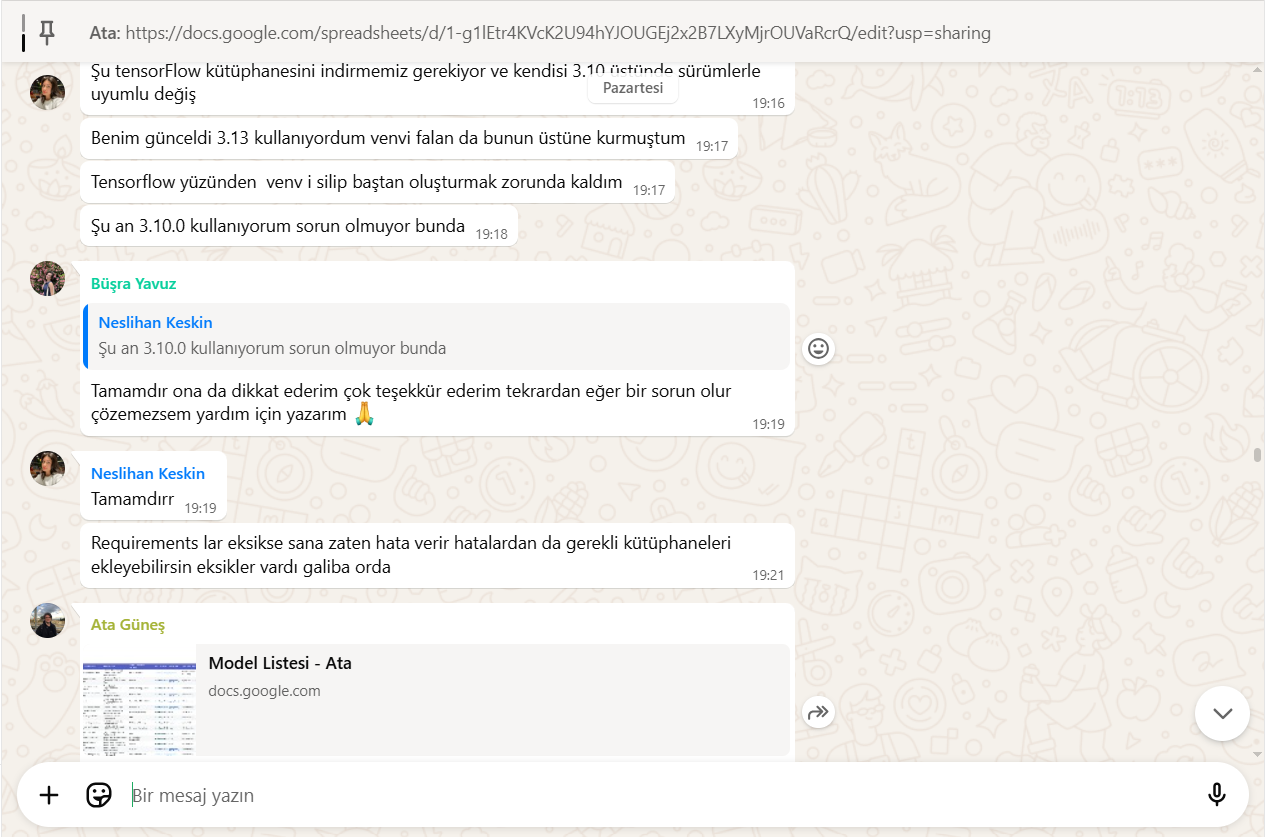 Ata: https://docs.google.com/spreadsheets/d/1-g1lEtr4KVcK2U94hYJOUGEj2x2B7LXyMjrOUVaRcrQ/edit?usp=sharing
Şu tensorFlow kütüphanesini indirmemiz gerekiyor ve kendisi 3.10 üstünde sürümlerle
uyumlu değiş
19:16
Pazartesi
Benim günceldi 3.13 kullanıyordum venvi falan da bunun üstüne kurmuştum
19:17
Tensorflow yüzünden  venv i silip baştan oluşturmak zorunda kaldım
19:17
Şu an 3.10.0 kullanıyorum sorun olmuyor bunda
19:18
Büşra Yavuz
Neslihan Keskin
Şu an 3.10.0 kullanıyorum sorun olmuyor bunda
Tamamdır ona da dikkat ederim çok teşekkür ederim tekrardan eğer bir sorun olur
çözemezsem yardım için yazarım 🙏
19:19
Neslihan Keskin
Tamamdırr
19:19
Requirements lar eksikse sana zaten hata verir hatalardan da gerekli kütüphaneleri
ekleyebilirsin eksikler vardı galiba orda
19:21
Ata Güneş
Model Listesi - Ata
docs.google.com
Bir mesaj yazın